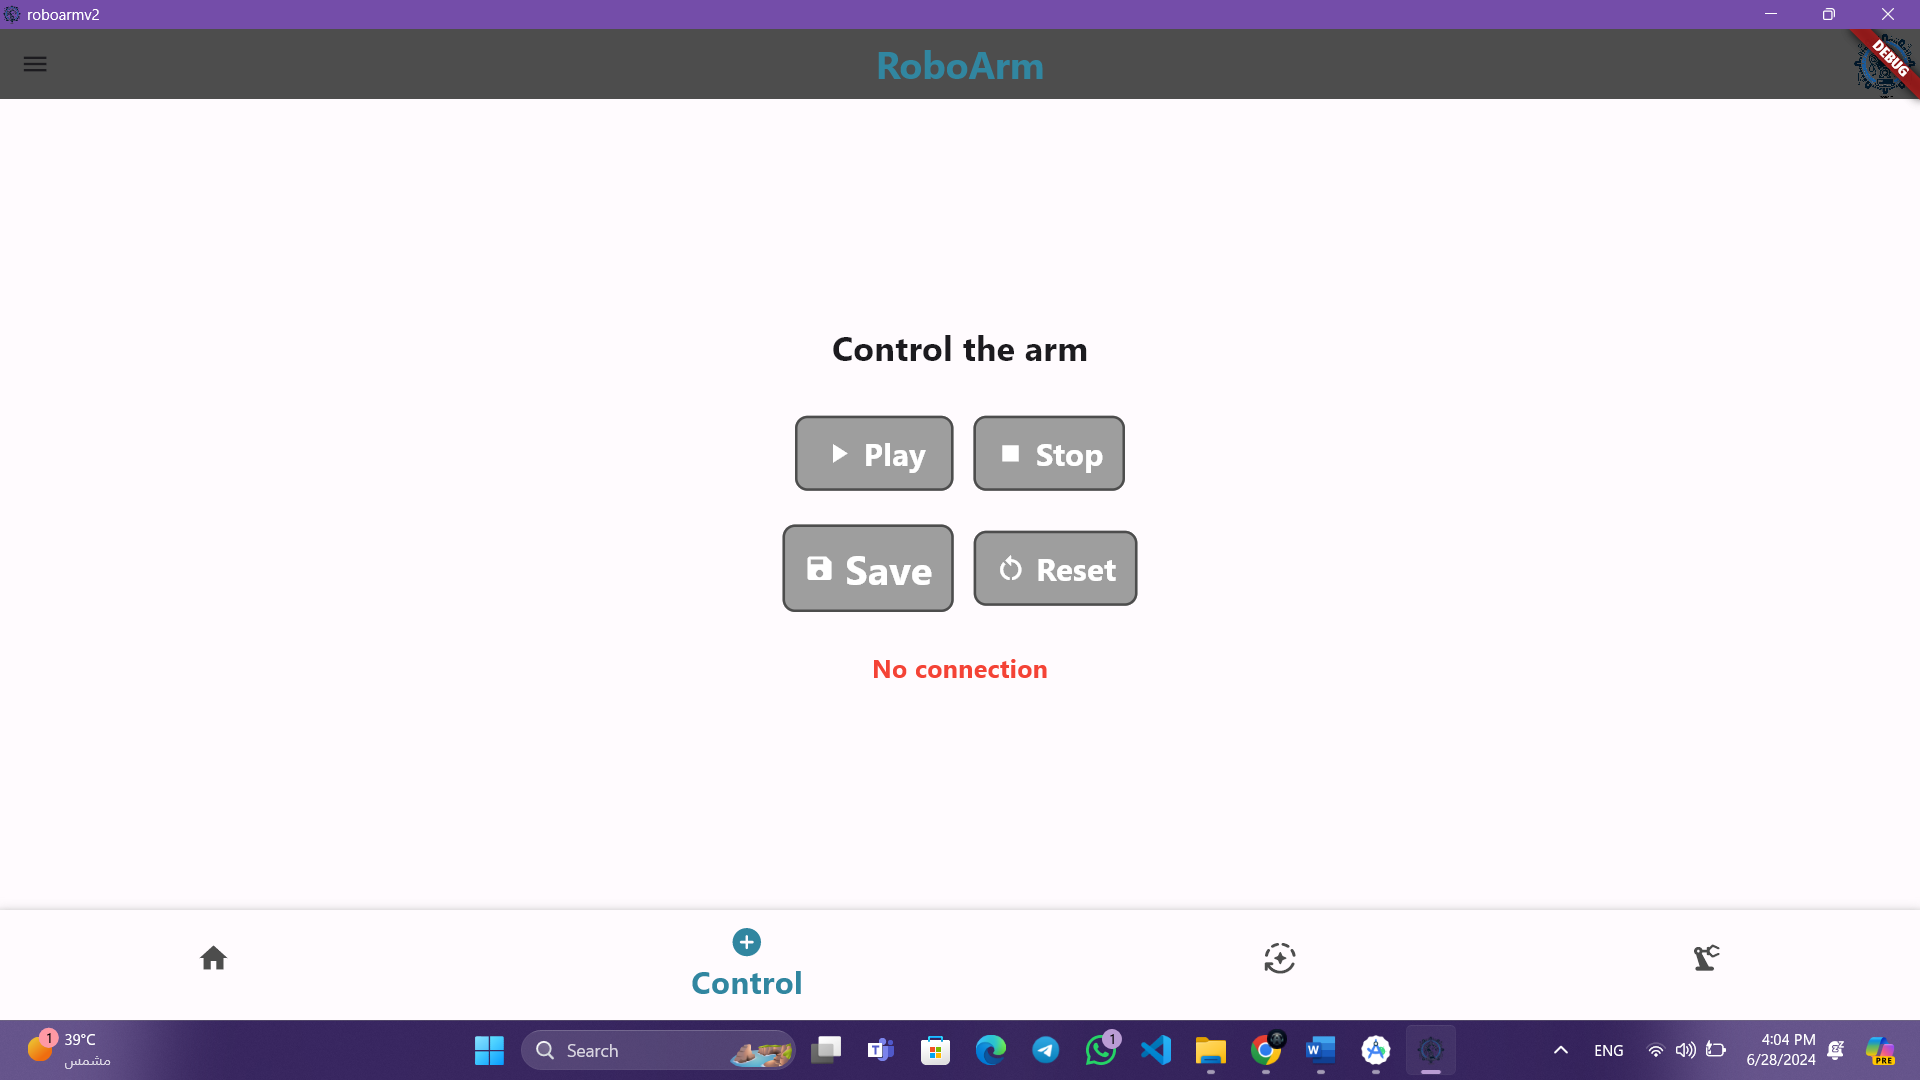 roboarmv2
RoboArm
DEBUG
Control the arm
Play
Stop
Save
Reset
No connection
Control
1
39°C
مشمس
Search
1
ENG
4:04 PM
6/28/2024
PRE